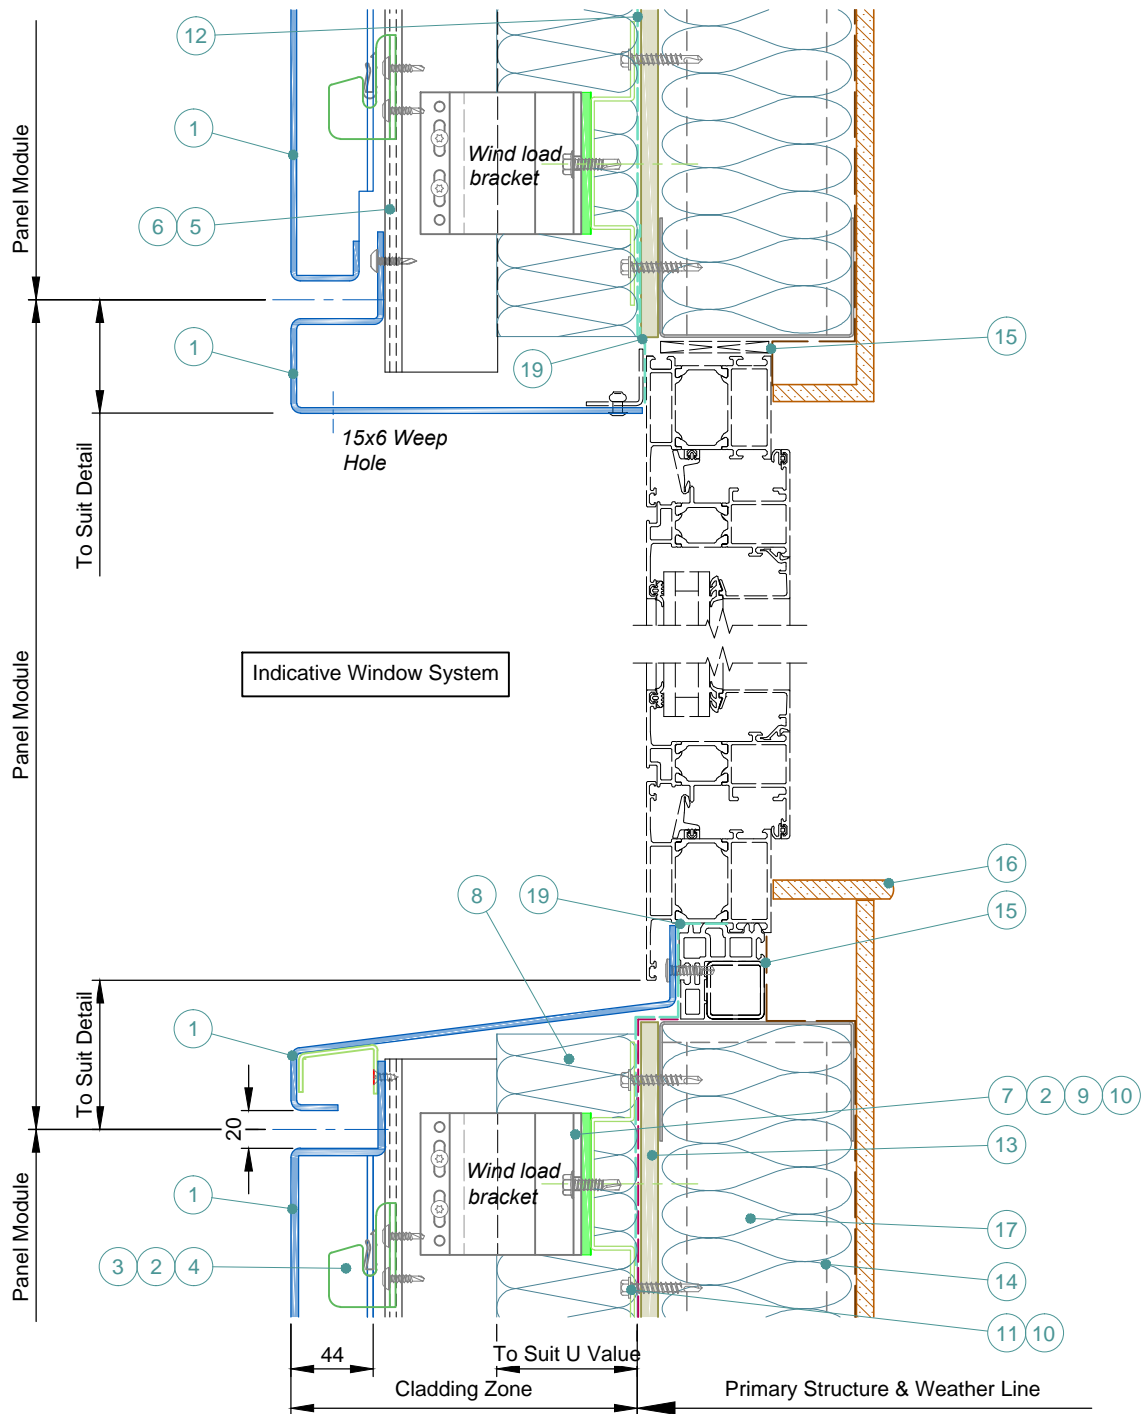 12
1
Panel Module
Wind load
bracket
6 5
1
19
15
15x6 Weep
Hole
To Suit Detail
Indicative Window System
Panel Module
16
8
19
15
To Suit Detail
1
20
7 2 9 10
13
Wind load
bracket
1
17
Panel Module
3 2 4
14
11 10
44
To Suit U Value
Cladding Zone
Primary Structure & Weather Line